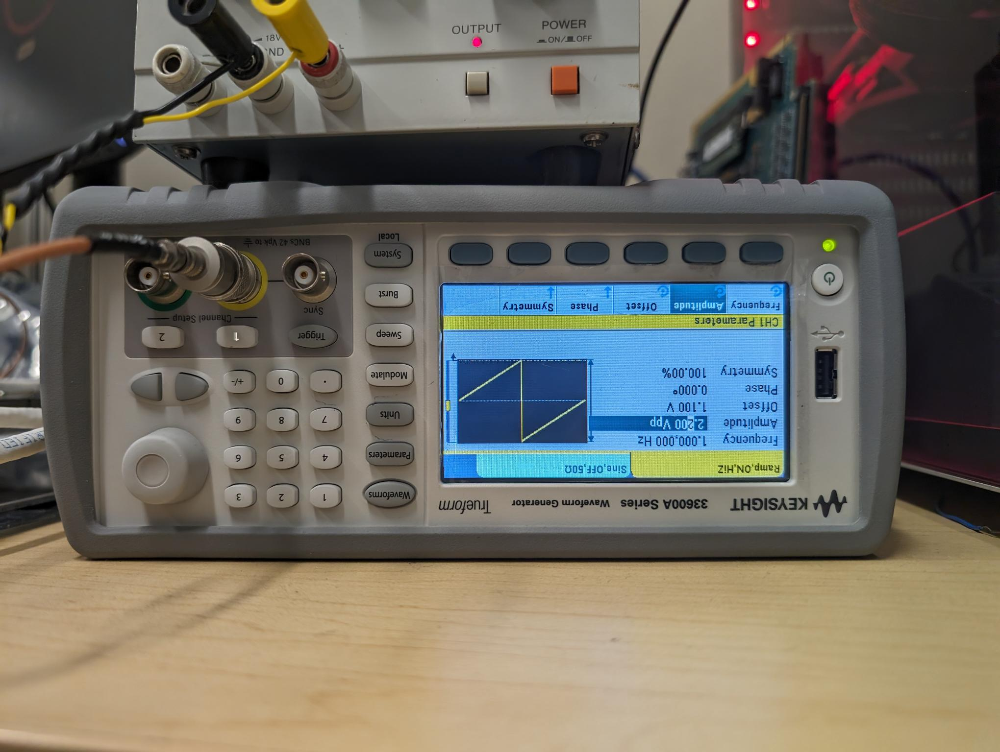 OUTPUT
POWER
ON/ OFF
18V
KEYSIGHT 33600A Series Waveform Generator Trueform
Ramp,ON,HiZ
Sine,OFF,50Ω
Frequency 1.000,000 Hz
Amplitude 2.200 Vpp
Offset 1.100 V
Phase 0.000°
Symmetry 100.00%
CH1 Parameters
Frequency
Amplitude
Offset
Phase
Symmetry
Waveforms
Parameters
Units
Modulate
Sweep
Burst
System
Local
1 2 3
4 5 6
7 8 9
. 0 +/-
Trigger
1
2
Channel Setup
Sync
BNCs 42 Vpk to